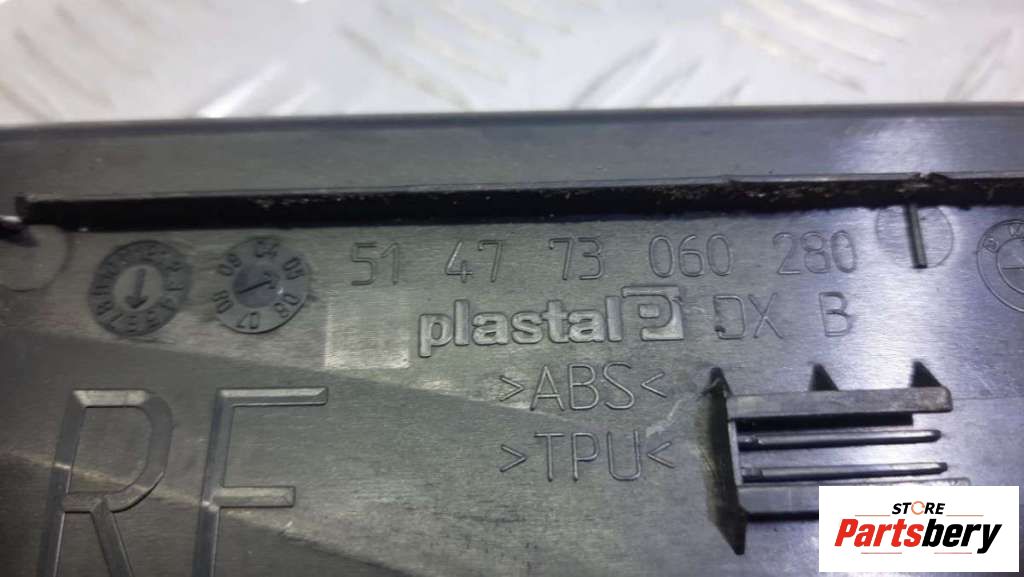 51 47 73 060 280
plastal DX B
>ABS<
>TPU<
RF
STORE
Partsbery